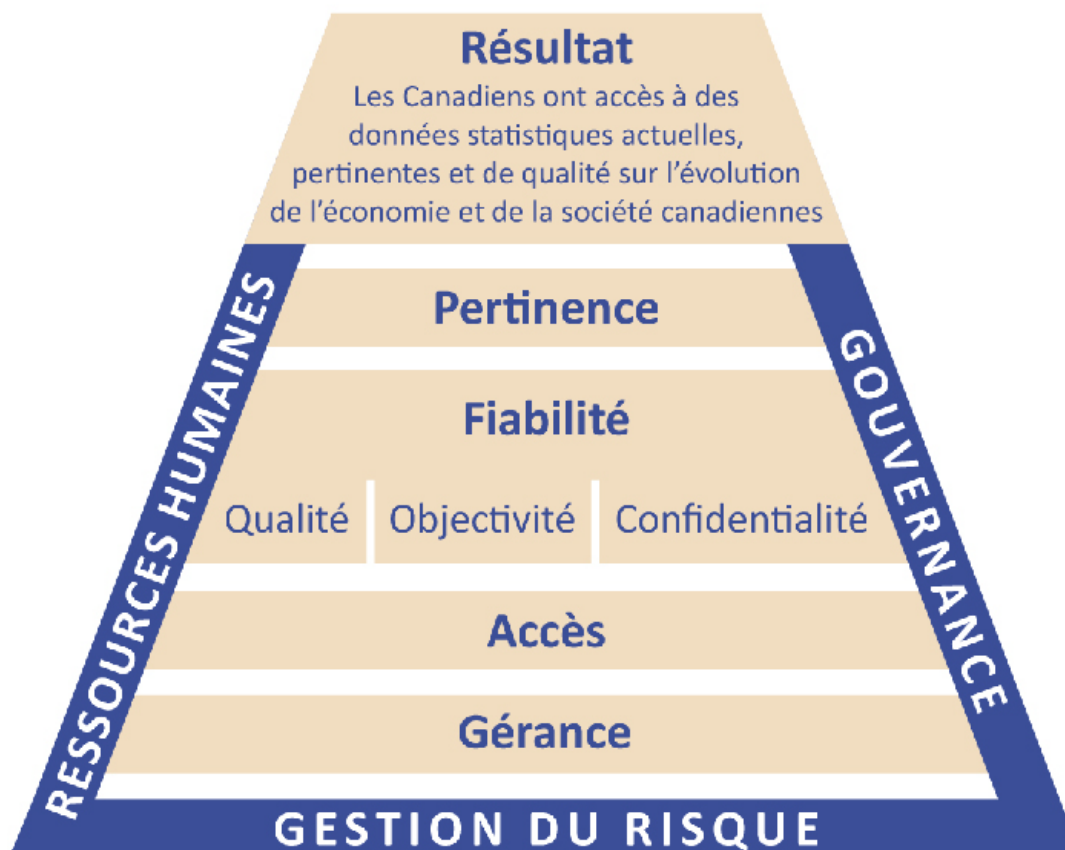 Résultat
Les Canadiens ont accès à des
données statistiques actuelles,
pertinentes et de qualité sur l’évolution
de l’économie et de la société canadiennes
RESSOURCES HUMAINES
GOUVERNANCE
Pertinence
Fiabilité
Qualité
Objectivité
Confidentialité
Accès
Gérance
GESTION DU RISQUE